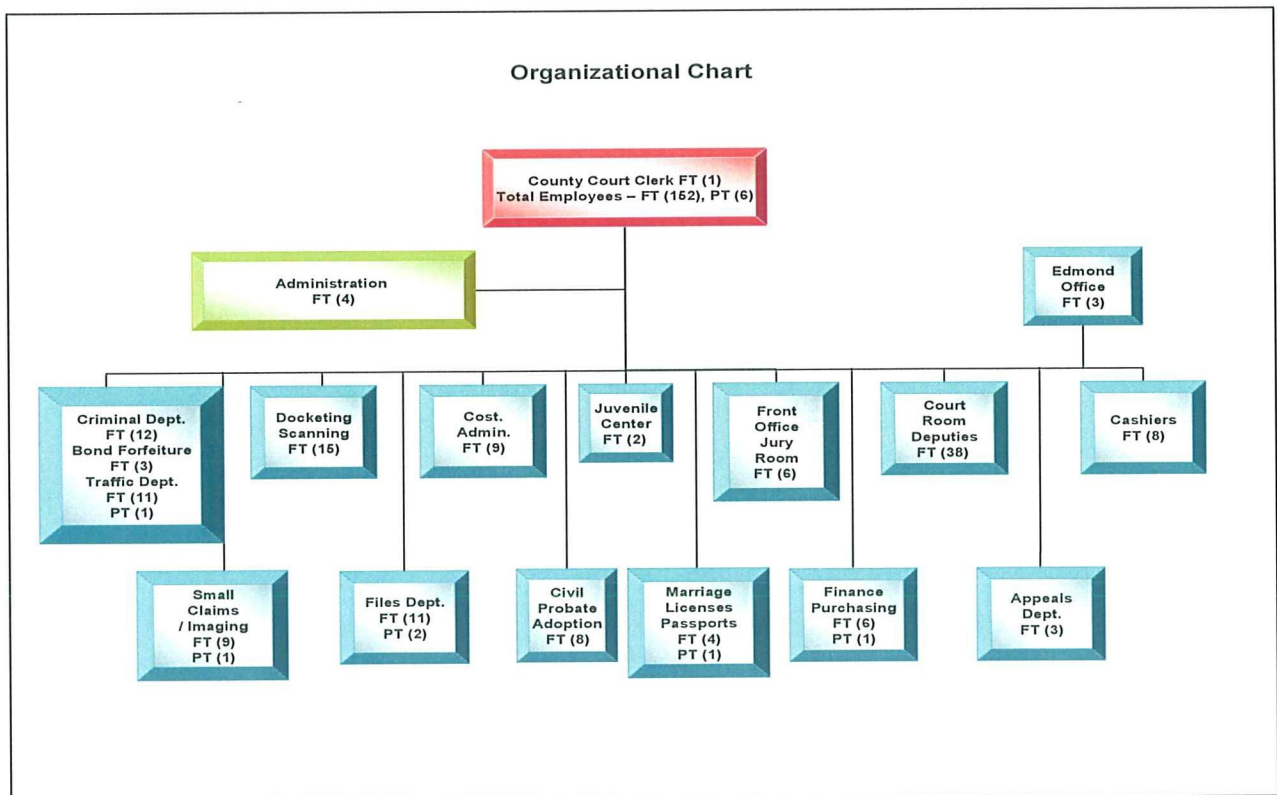 Organizational Chart
County Court Clerk FT (1)
Total Employees – FT (152), PT (6)
Administration
FT (4)
Edmond
Office
FT (3)
Criminal Dept.
FT (12)
Bond Forfeiture
FT (3)
Traffic Dept.
FT (11)
PT (1)
Docketing
Scanning
FT (15)
Cost.
Admin.
FT (9)
Juvenile
Center
FT (2)
Front
Office
Jury
Room
FT (6)
Court
Room
Deputies
FT (38)
Cashiers
FT (8)
Small
Claims
/ Imaging
FT (9)
PT (1)
Files Dept.
FT (11)
PT (2)
Civil
Probate
Adoption
FT (8)
Marriage
Licenses
Passports
FT (4)
PT (1)
Finance
Purchasing
FT (6)
PT (1)
Appeals
Dept.
FT (3)